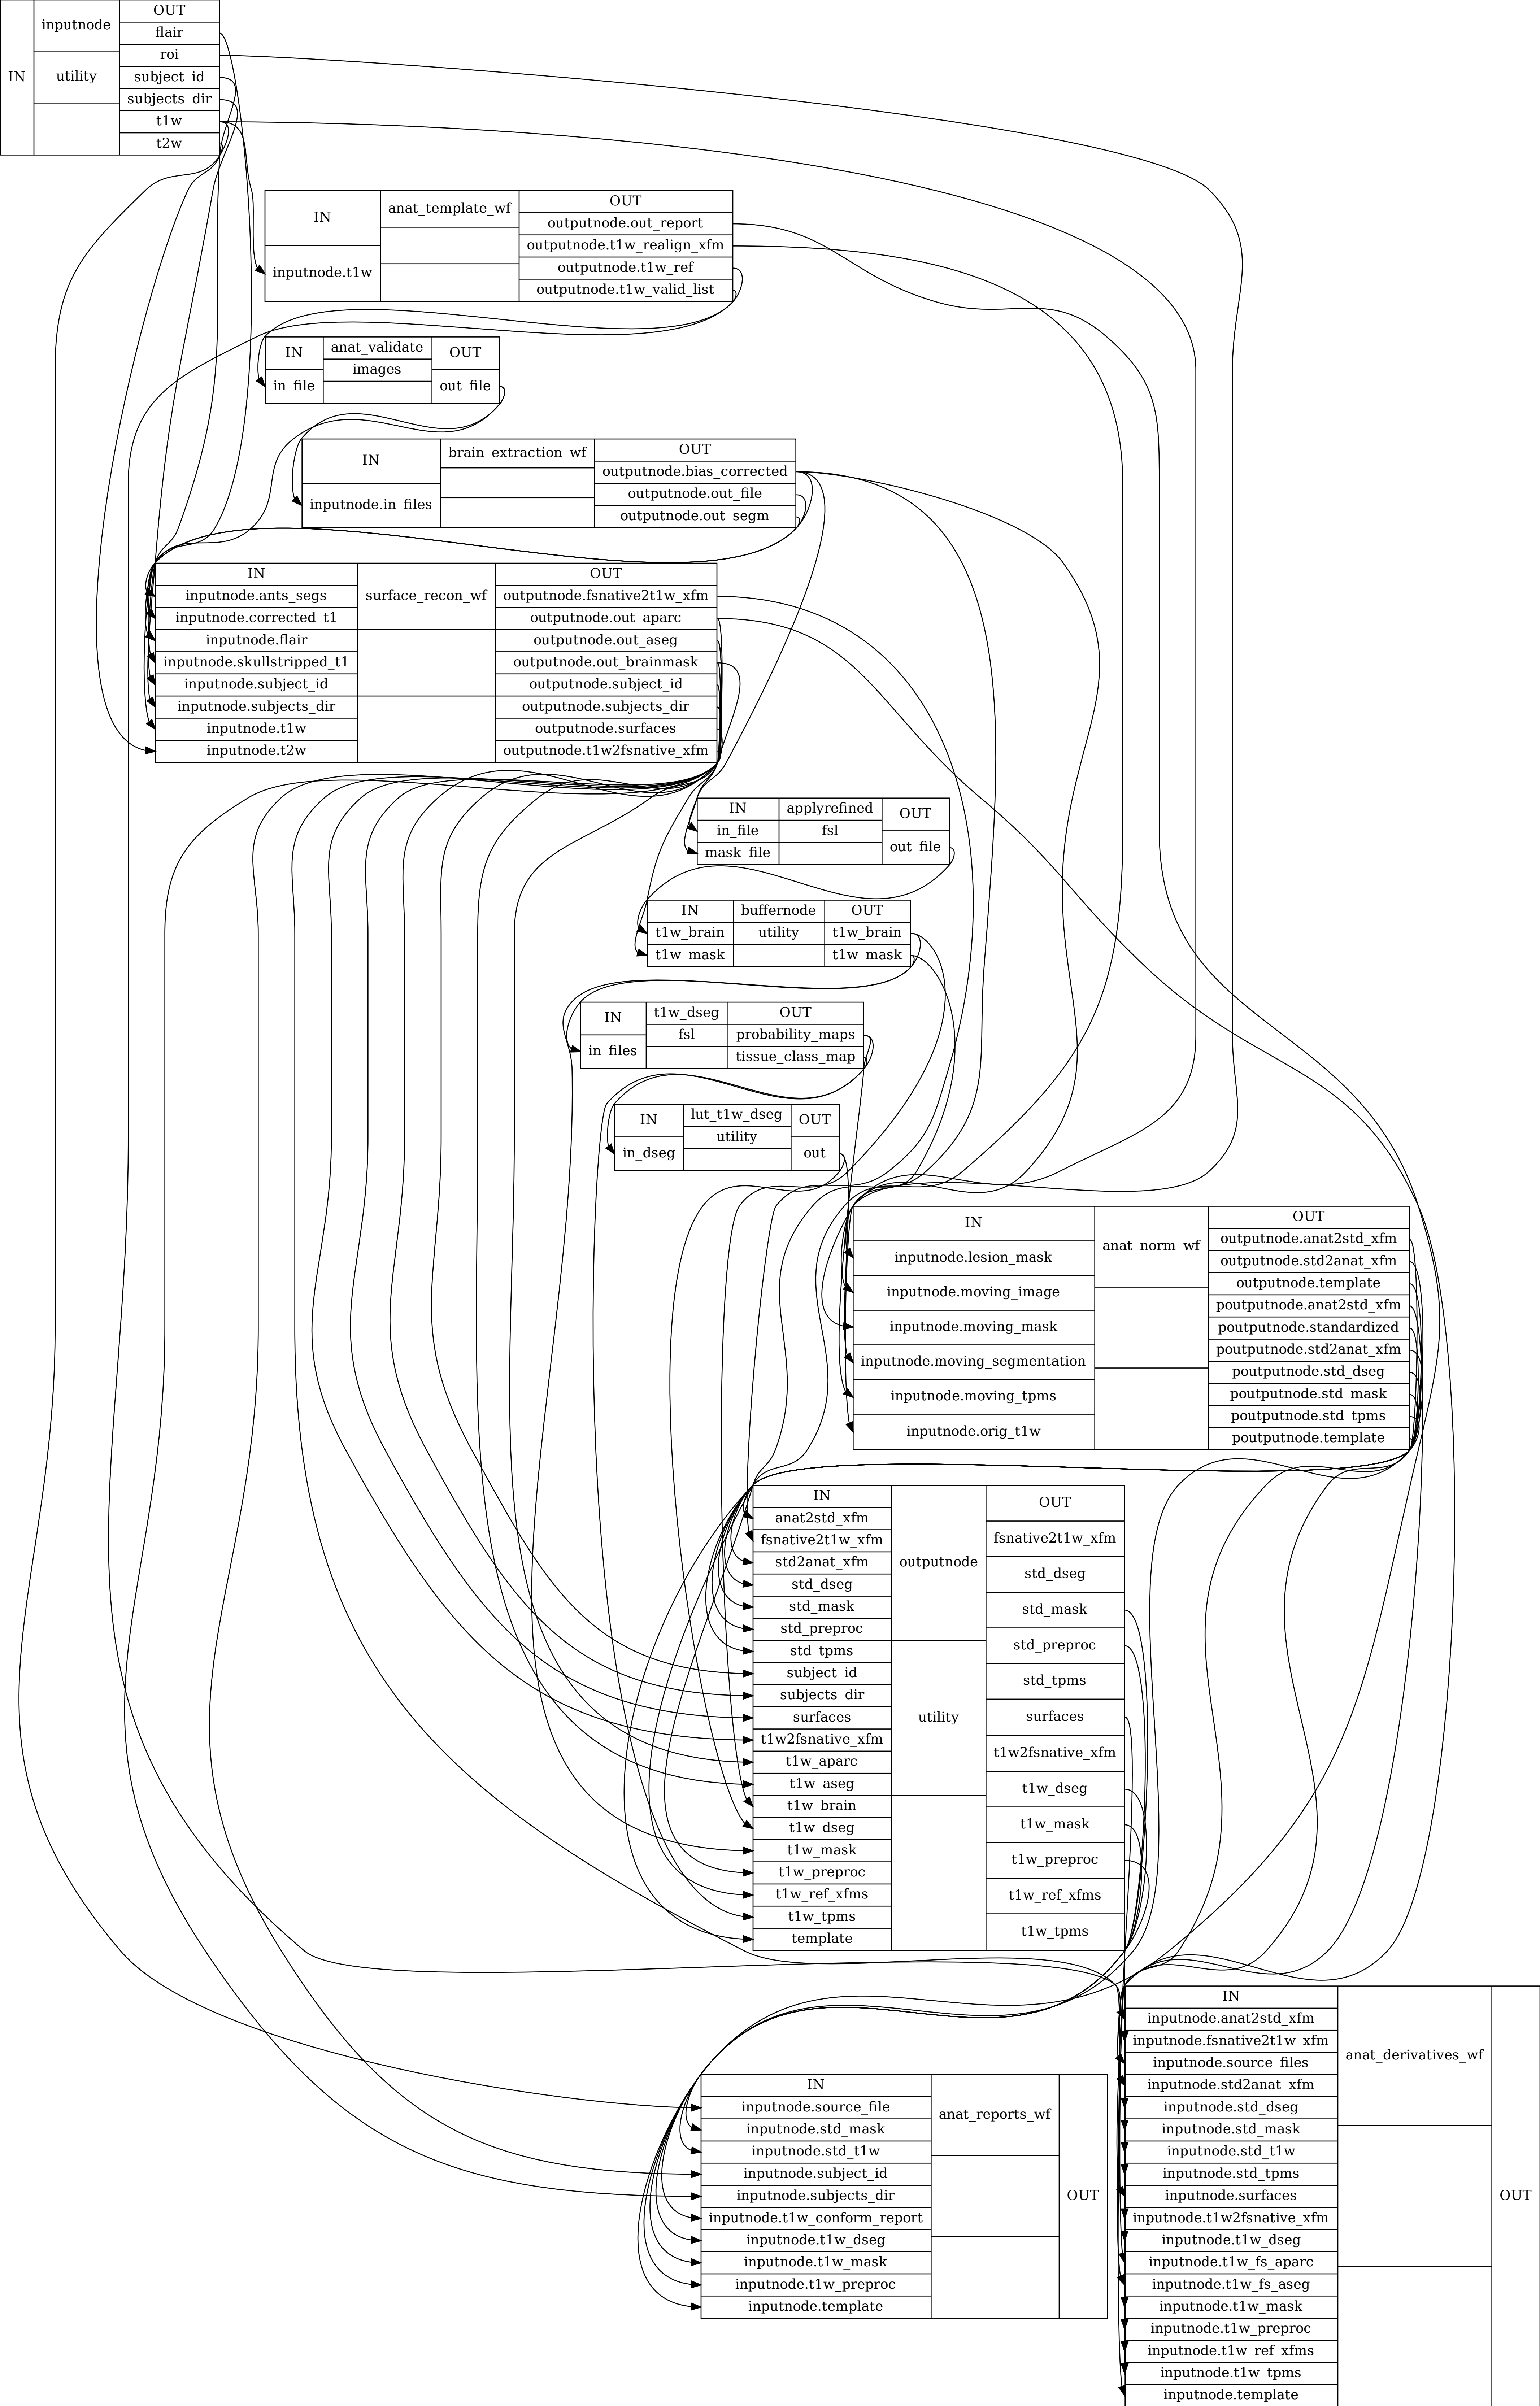 IN
inputnode
utility
OUT
flair
roi
subject_id
subjects_dir
t1w
t2w
IN
inputnode.t1w
anat_template_wf
OUT
outputnode.out_report
outputnode.t1w_realign_xfm
outputnode.t1w_ref
outputnode.t1w_valid_list
IN
in_file
anat_validate
images
OUT
out_file
IN
inputnode.in_files
brain_extraction_wf
OUT
outputnode.bias_corrected
outputnode.out_file
outputnode.out_segm
IN
inputnode.ants_segs
inputnode.corrected_t1
inputnode.flair
inputnode.skullstripped_t1
inputnode.subject_id
inputnode.subjects_dir
inputnode.t1w
inputnode.t2w
surface_recon_wf
OUT
outputnode.fsnative2t1w_xfm
outputnode.out_aparc
outputnode.out_aseg
outputnode.out_brainmask
outputnode.subject_id
outputnode.subjects_dir
outputnode.surfaces
outputnode.t1w2fsnative_xfm
IN
in_file
mask_file
applyrefined
fsl
OUT
out_file
IN
t1w_brain
t1w_mask
buffernode
utility
OUT
t1w_brain
t1w_mask
IN
in_files
t1w_dseg
fsl
OUT
probability_maps
tissue_class_map
IN
in_dseg
lut_t1w_dseg
utility
OUT
out
IN
inputnode.lesion_mask
inputnode.moving_image
inputnode.moving_mask
inputnode.moving_segmentation
inputnode.moving_tpms
inputnode.orig_t1w
anat_norm_wf
OUT
outputnode.anat2std_xfm
outputnode.std2anat_xfm
outputnode.template
poutputnode.anat2std_xfm
poutputnode.standardized
poutputnode.std2anat_xfm
poutputnode.std_dseg
poutputnode.std_mask
poutputnode.std_tpms
poutputnode.template
IN
anat2std_xfm
fsnative2t1w_xfm
std2anat_xfm
std_dseg
std_mask
std_preproc
std_tpms
subject_id
subjects_dir
surfaces
t1w2fsnative_xfm
t1w_aparc
t1w_aseg
t1w_brain
t1w_dseg
t1w_mask
t1w_preproc
t1w_ref_xfms
t1w_tpms
template
outputnode
utility
OUT
fsnative2t1w_xfm
std_dseg
std_mask
std_preproc
std_tpms
surfaces
t1w2fsnative_xfm
t1w_dseg
t1w_mask
t1w_preproc
t1w_ref_xfms
t1w_tpms
IN
inputnode.source_file
inputnode.std_mask
inputnode.std_t1w
inputnode.subject_id
inputnode.subjects_dir
inputnode.t1w_conform_report
inputnode.t1w_dseg
inputnode.t1w_mask
inputnode.t1w_preproc
inputnode.template
anat_reports_wf
OUT
IN
inputnode.anat2std_xfm
inputnode.fsnative2t1w_xfm
inputnode.source_files
inputnode.std2anat_xfm
inputnode.std_dseg
inputnode.std_mask
inputnode.std_t1w
inputnode.std_tpms
inputnode.surfaces
inputnode.t1w2fsnative_xfm
inputnode.t1w_dseg
inputnode.t1w_fs_aparc
inputnode.t1w_fs_aseg
inputnode.t1w_mask
inputnode.t1w_preproc
inputnode.t1w_ref_xfms
inputnode.t1w_tpms
inputnode.template
anat_derivatives_wf
OUT